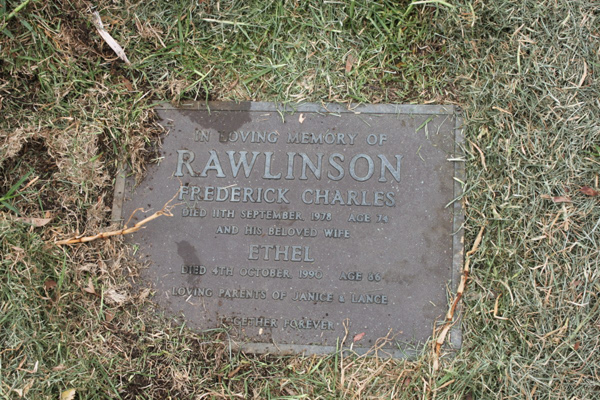 IN LOVING MEMORY OF
RAWLINSON
FREDERICK CHARLES
DIED 11TH SEPTEMBER, 1978 AGE 74
AND HIS BELOVED WIFE
ETHEL
DIED 4TH OCTOBER, 1990 AGE 86
LOVING PARENTS OF JANICE & LANCE
TOGETHER FOREVER